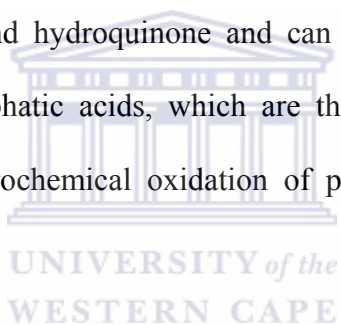 nd hydroquinone and can
phatic acids, which are th
ochemical oxidation of p
UNIVERSITY of the
WESTERN CAPE